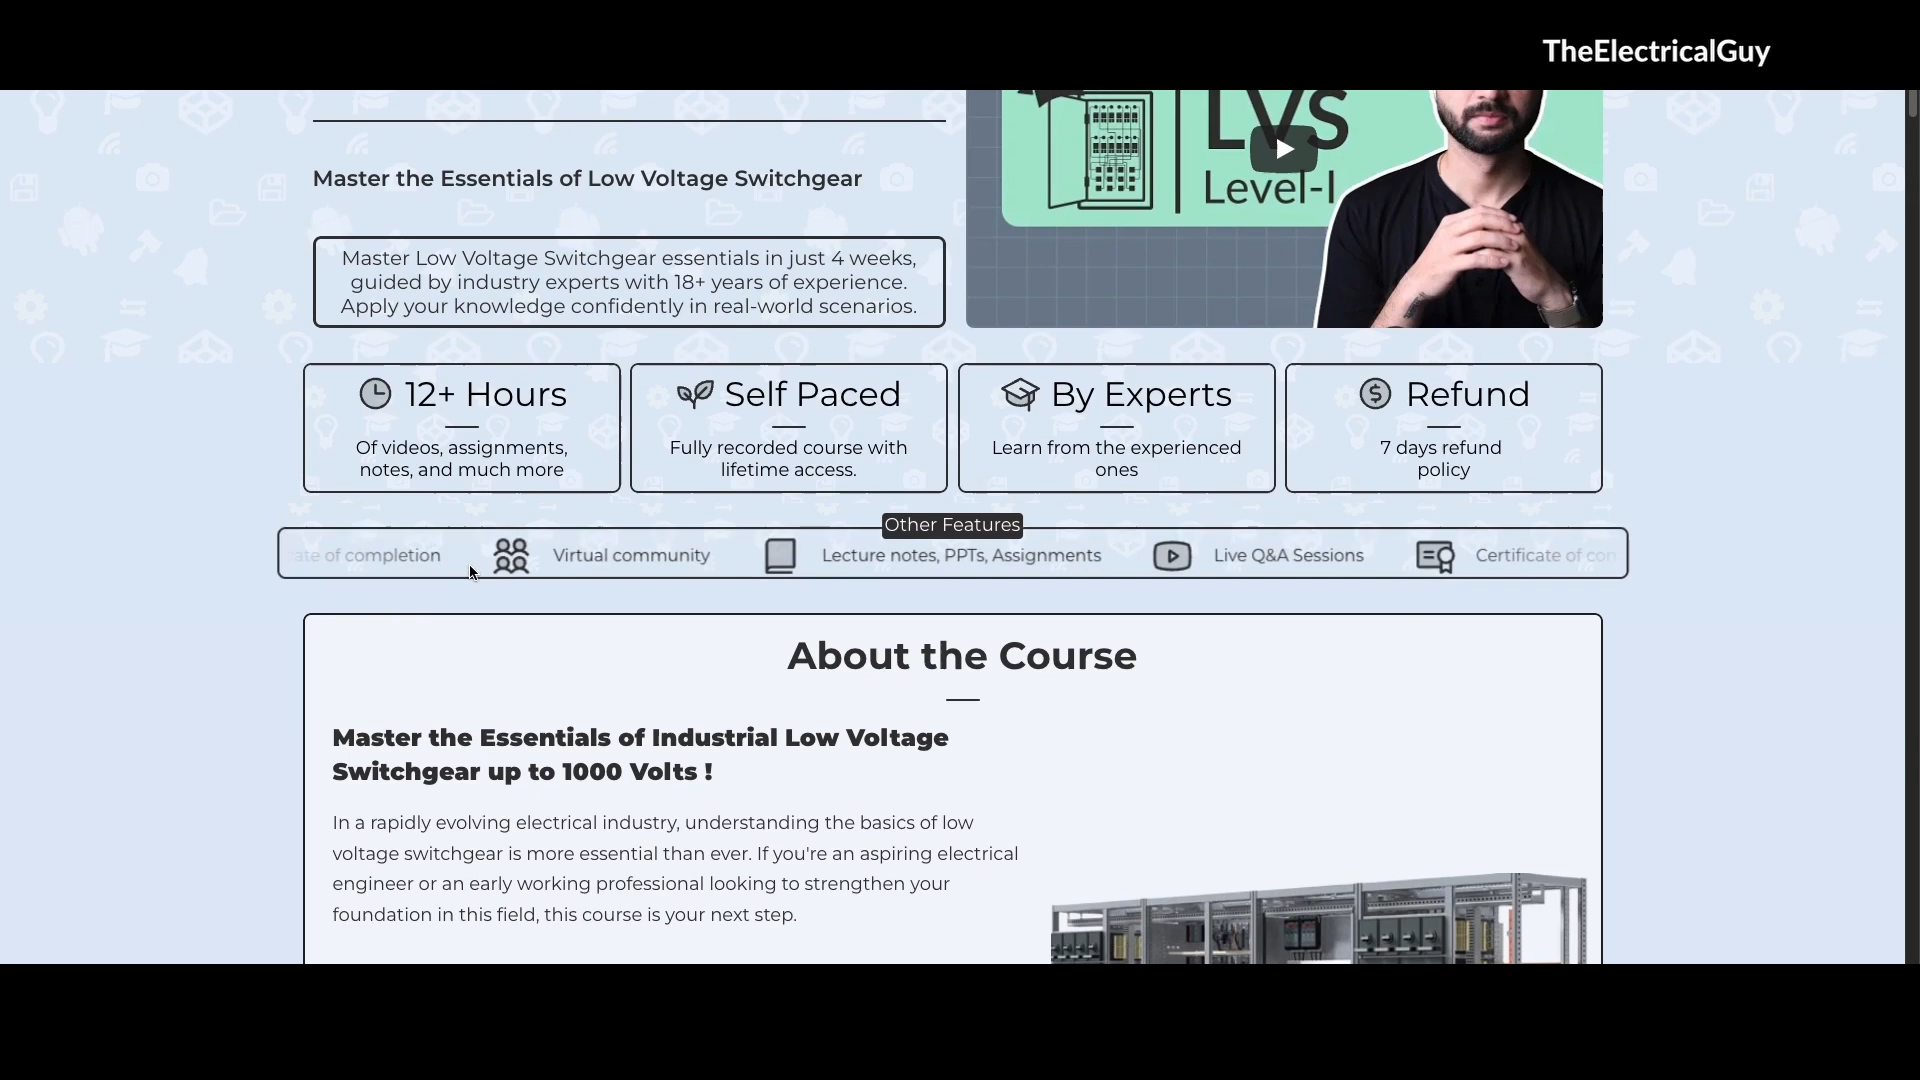 TheElectricalGuy
LVs
Level-I
Master the Essentials of Low Voltage Switchgear
Master Low Voltage Switchgear essentials in just 4 weeks,
guided by industry experts with 18+ years of experience.
Apply your knowledge confidently in real-world scenarios.
12+ Hours
Of videos, assignments,
notes, and much more
Self Paced
Fully recorded course with
lifetime access.
By Experts
Learn from the experienced
ones
Refund
7 days refund
policy
Other Features
ate of completion
Virtual community
Lecture notes, PPTs, Assignments
Live Q&A Sessions
Certificate of con
About the Course
Master the Essentials of Industrial Low Voltage
Switchgear up to 1000 Volts !
In a rapidly evolving electrical industry, understanding the basics of low
voltage switchgear is more essential than ever. If you're an aspiring electrical
engineer or an early working professional looking to strengthen your
foundation in this field, this course is your next step.